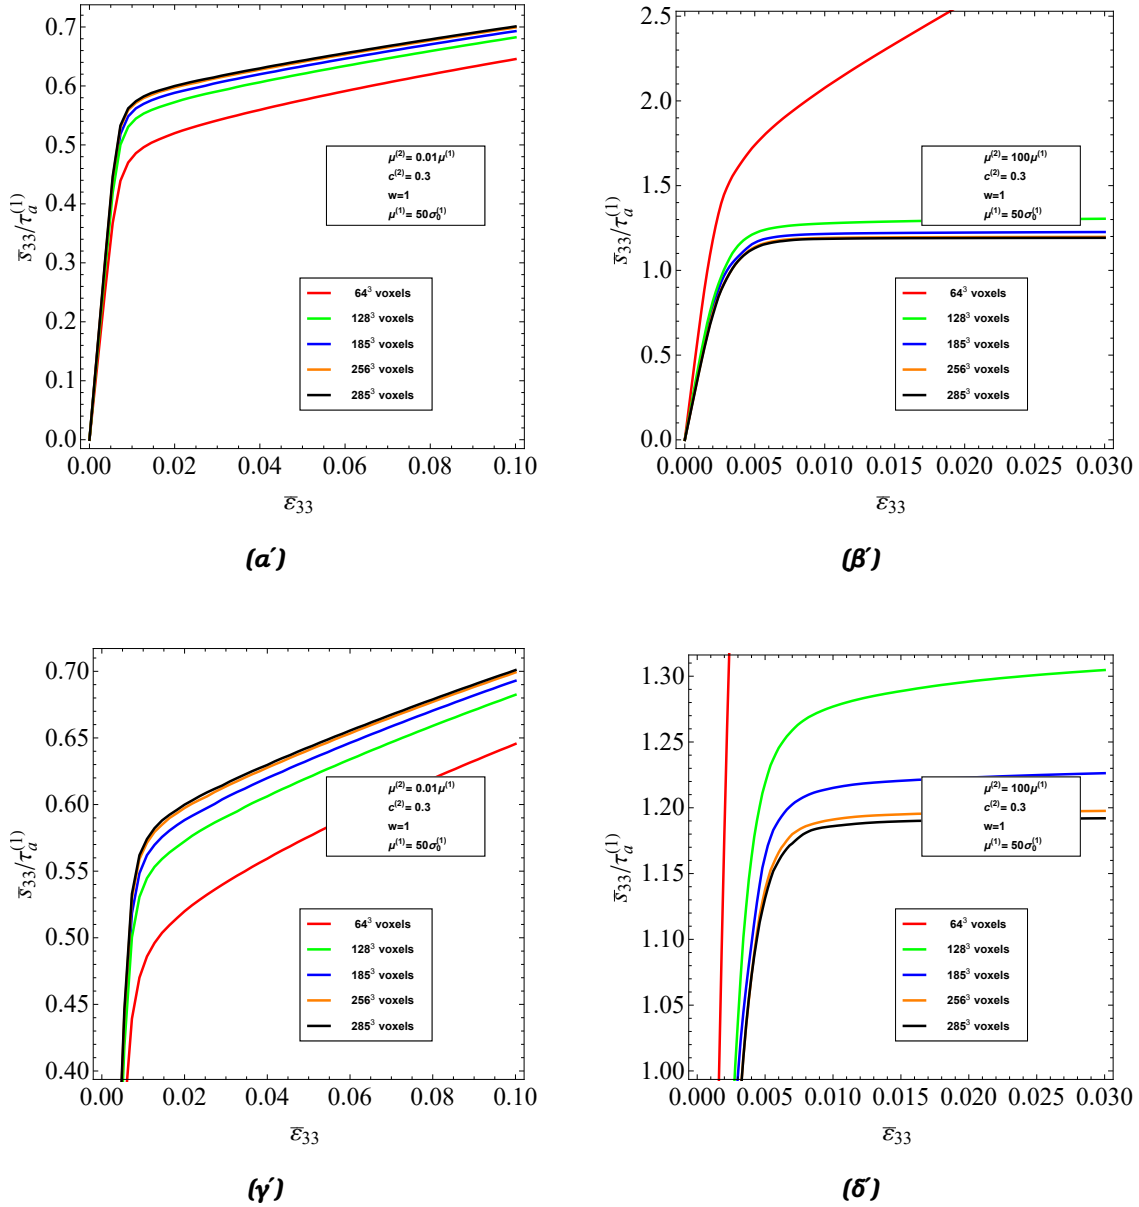 0.7
0.6
0.5
0.4
0.3
0.2
0.1
0.0
s̅₃₃/τₐ⁽¹⁾
μ⁽²⁾= 0.01μ⁽¹⁾
c⁽²⁾= 0.3
w=1
μ⁽¹⁾= 50σ₀⁽¹⁾
64³ voxels
128³ voxels
185³ voxels
256³ voxels
285³ voxels
0.00 0.02 0.04 0.06 0.08 0.10
ε̅₃₃
(α´)
2.5
2.0
1.5
1.0
0.5
0.0
s̅₃₃/τₐ⁽¹⁾
μ⁽²⁾= 100μ⁽¹⁾
c⁽²⁾= 0.3
w=1
μ⁽¹⁾= 50σ₀⁽¹⁾
64³ voxels
128³ voxels
185³ voxels
256³ voxels
285³ voxels
0.000 0.005 0.010 0.015 0.020 0.025 0.030
ε̅₃₃
(β´)
0.70
0.65
0.60
0.55
0.50
0.45
0.40
s̅₃₃/τₐ⁽¹⁾
μ⁽²⁾= 0.01μ⁽¹⁾
c⁽²⁾= 0.3
w=1
μ⁽¹⁾= 50σ₀⁽¹⁾
64³ voxels
128³ voxels
185³ voxels
256³ voxels
285³ voxels
0.00 0.02 0.04 0.06 0.08 0.10
ε̅₃₃
(γ´)
1.30
1.25
1.20
1.15
1.10
1.05
1.00
s̅₃₃/τₐ⁽¹⁾
μ⁽²⁾= 100μ⁽¹⁾
c⁽²⁾= 0.3
w=1
μ⁽¹⁾= 50σ₀⁽¹⁾
64³ voxels
128³ voxels
185³ voxels
256³ voxels
285³ voxels
0.000 0.005 0.010 0.015 0.020 0.025 0.030
ε̅₃₃
(δ´)